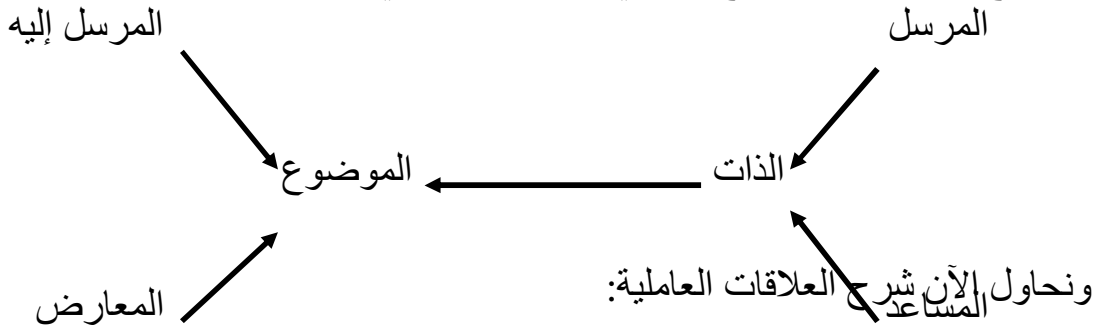 المرسل المرسل إليه
الذات الموضوع
ونحاول الآن شرح العلاقات العاملية:
المساعد المعارض